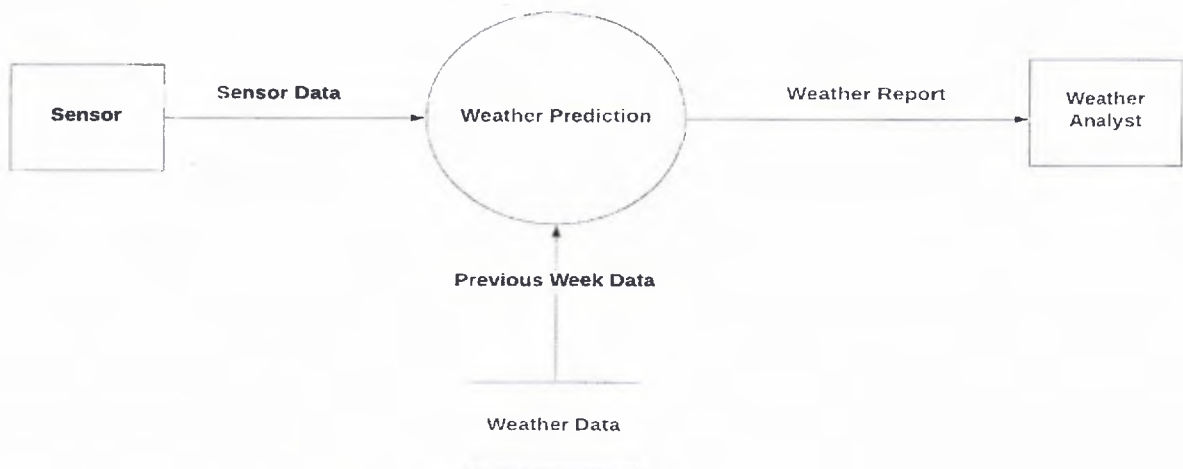 Sensor
Sensor Data
Weather Prediction
Weather Report
Weather
Analyst
Previous Week Data
Weather Data